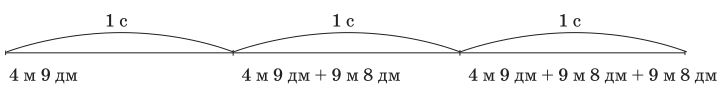 1 с 1 с 1 с
4 м 9 дм 4 м 9 дм + 9 м 8 дм 4 м 9 дм + 9 м 8 дм + 9 м 8 дм